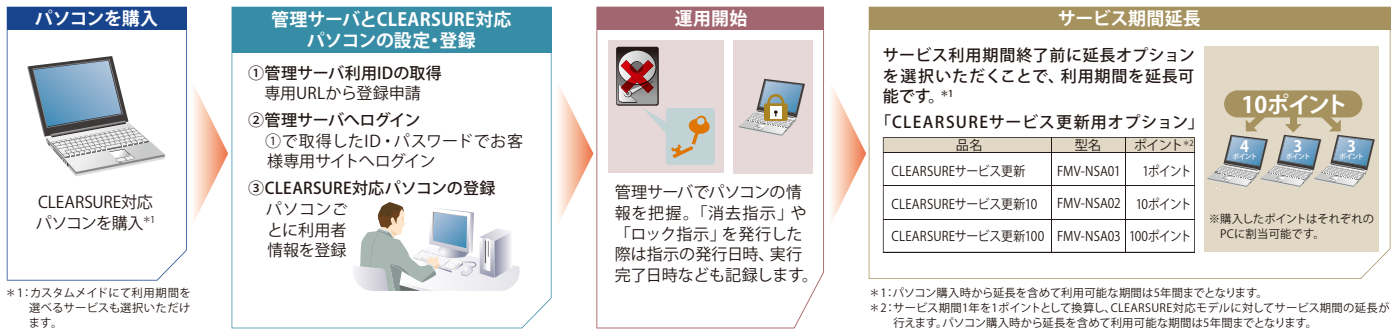 パソコンを購入
CLEARSURE対応
パソコンを購入*1
*1:カスタムメイドにて利用期間を
選べるサービスも選択いただけ
ます。
管理サーバとCLEARSURE対応
パソコンの設定・登録
①管理サーバ利用IDの取得
専用URLから登録申請
②管理サーバへログイン
①で取得したID・パスワードでお客
様専用サイトへログイン
③CLEARSURE対応パソコンの登録
パソコンご
とに利用者
情報を登録
運用開始
管理サーバでパソコンの情
報を把握。「消去指示」や
「ロック指示」を発行した
際は指示の発行日時、実行
完了日時なども記録します。
サービス期間延長
サービス利用期間終了前に延長オプション
を選択いただくことで、利用期間を延長可
能です。*1
「CLEARSUREサービス更新用オプション」
品名 型名 ポイント*2
CLEARSUREサービス更新 FMV-NSA01 1ポイント
CLEARSUREサービス更新10 FMV-NSA02 10ポイント
CLEARSUREサービス更新100 FMV-NSA03 100ポイント
10ポイント
4 3 3
ポイント ポイント ポイント
※購入したポイントはそれぞれの
PCに割当可能です。
*1:パソコン購入時から延長を含めて利用可能な期間は5年間までとなります。
*2:サービス期間1年を1ポイントとして換算し、CLEARSURE対応モデルに対してサービス期間の延長が
行えます。パソコン購入時から延長を含めて利用可能な期間は5年間までとなります。